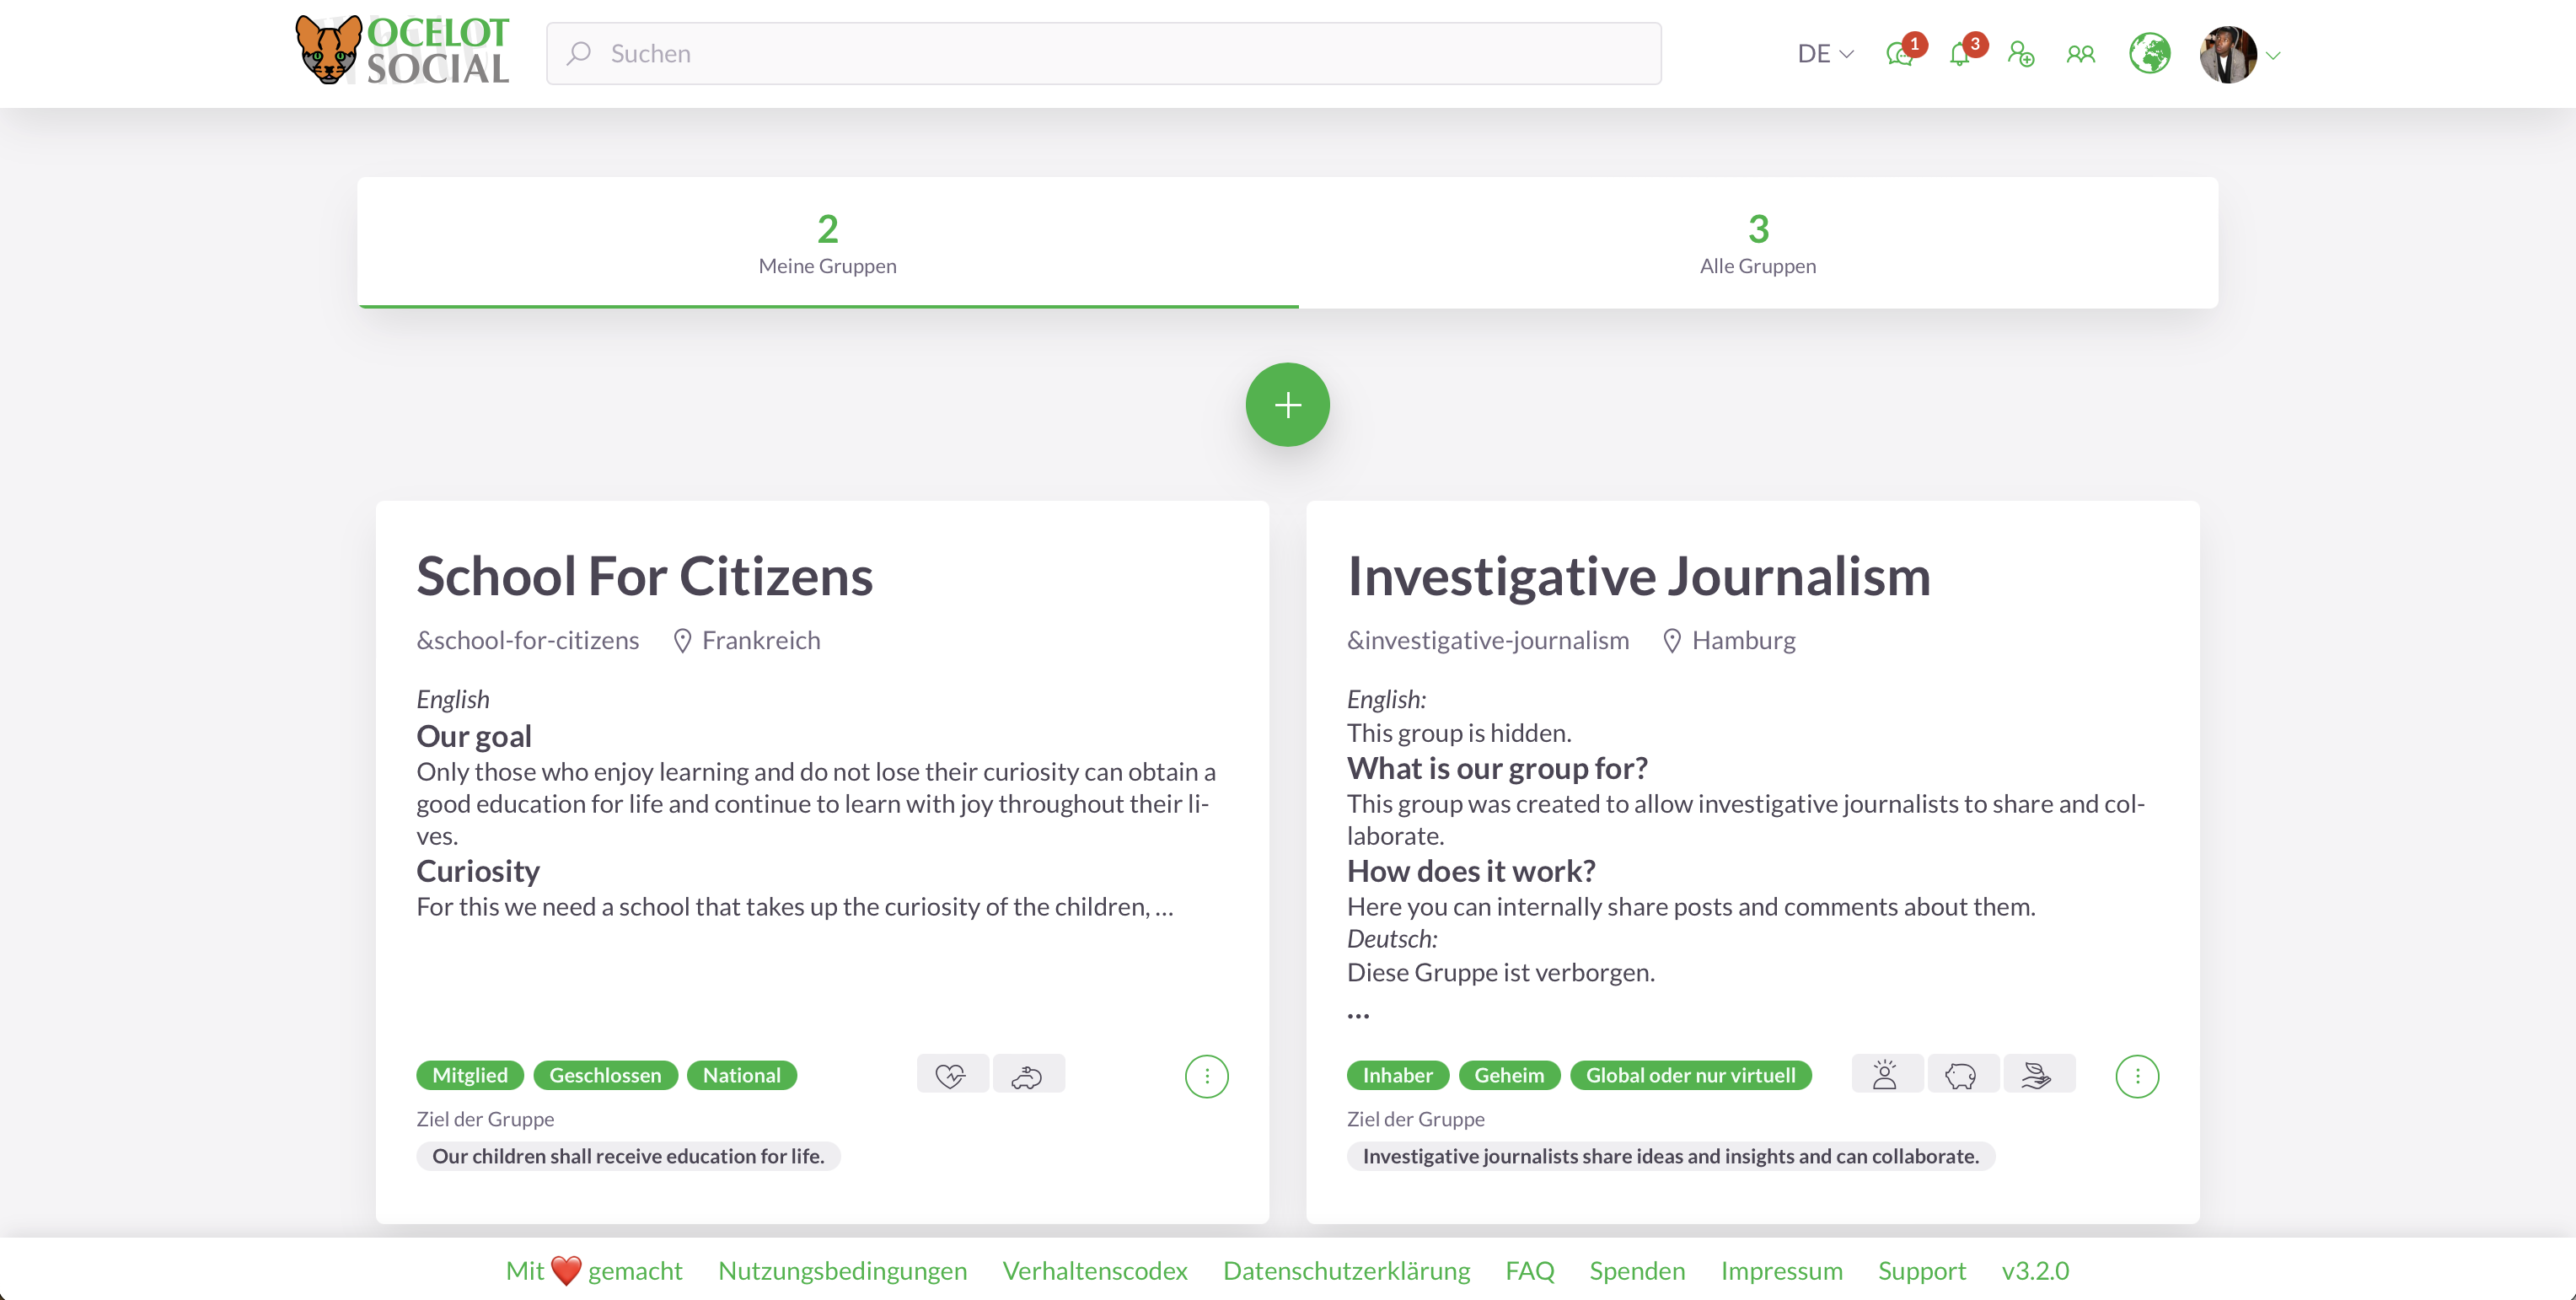 OCELOT
SOCIAL
Suchen
DE
1
3
2
Meine Gruppen
3
Alle Gruppen
School For Citizens
&school-for-citizens Frankreich
English
Our goal
Only those who enjoy learning and do not lose their curiosity can obtain a
good education for life and continue to learn with joy throughout their li-
ves.
Curiosity
For this we need a school that takes up the curiosity of the children, ...
Mitglied Geschlossen National
Ziel der Gruppe
Our children shall receive education for life.
Investigative Journalism
&investigative-journalism Hamburg
English:
This group is hidden.
What is our group for?
This group was created to allow investigative journalists to share and col-
laborate.
How does it work?
Here you can internally share posts and comments about them.
Deutsch:
Diese Gruppe ist verborgen.
...
Inhaber Geheim Global oder nur virtuell
Ziel der Gruppe
Investigative journalists share ideas and insights and can collaborate.
Mit ❤️ gemacht Nutzungsbedingungen Verhaltenscodex Datenschutzerklärung FAQ Spenden Impressum Support v3.2.0